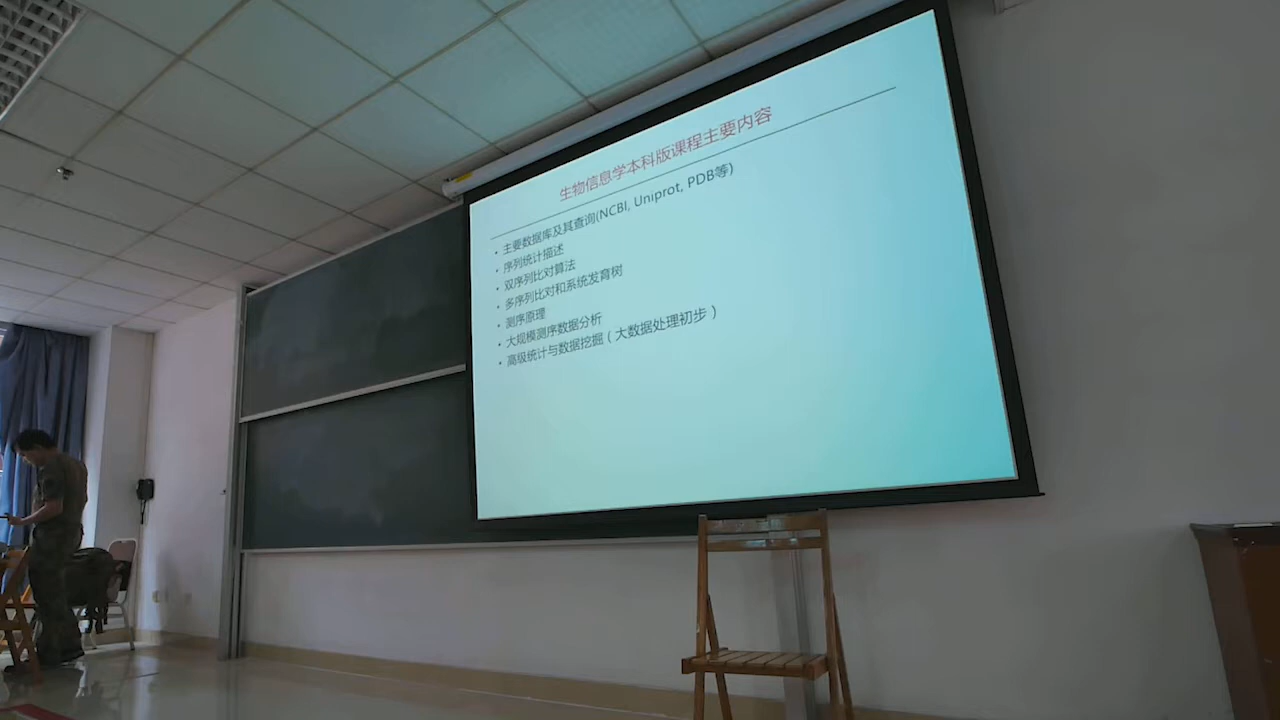 生物信息学本科版课程主要内容
• 主要数据库及其查询(NCBI, Uniprot, PDB等)
• 序列统计描述
• 双序列比对算法
• 多序列比对和系统发育树
• 测序原理
• 大规模测序数据分析
• 高级统计与数据挖掘（大数据处理初步）